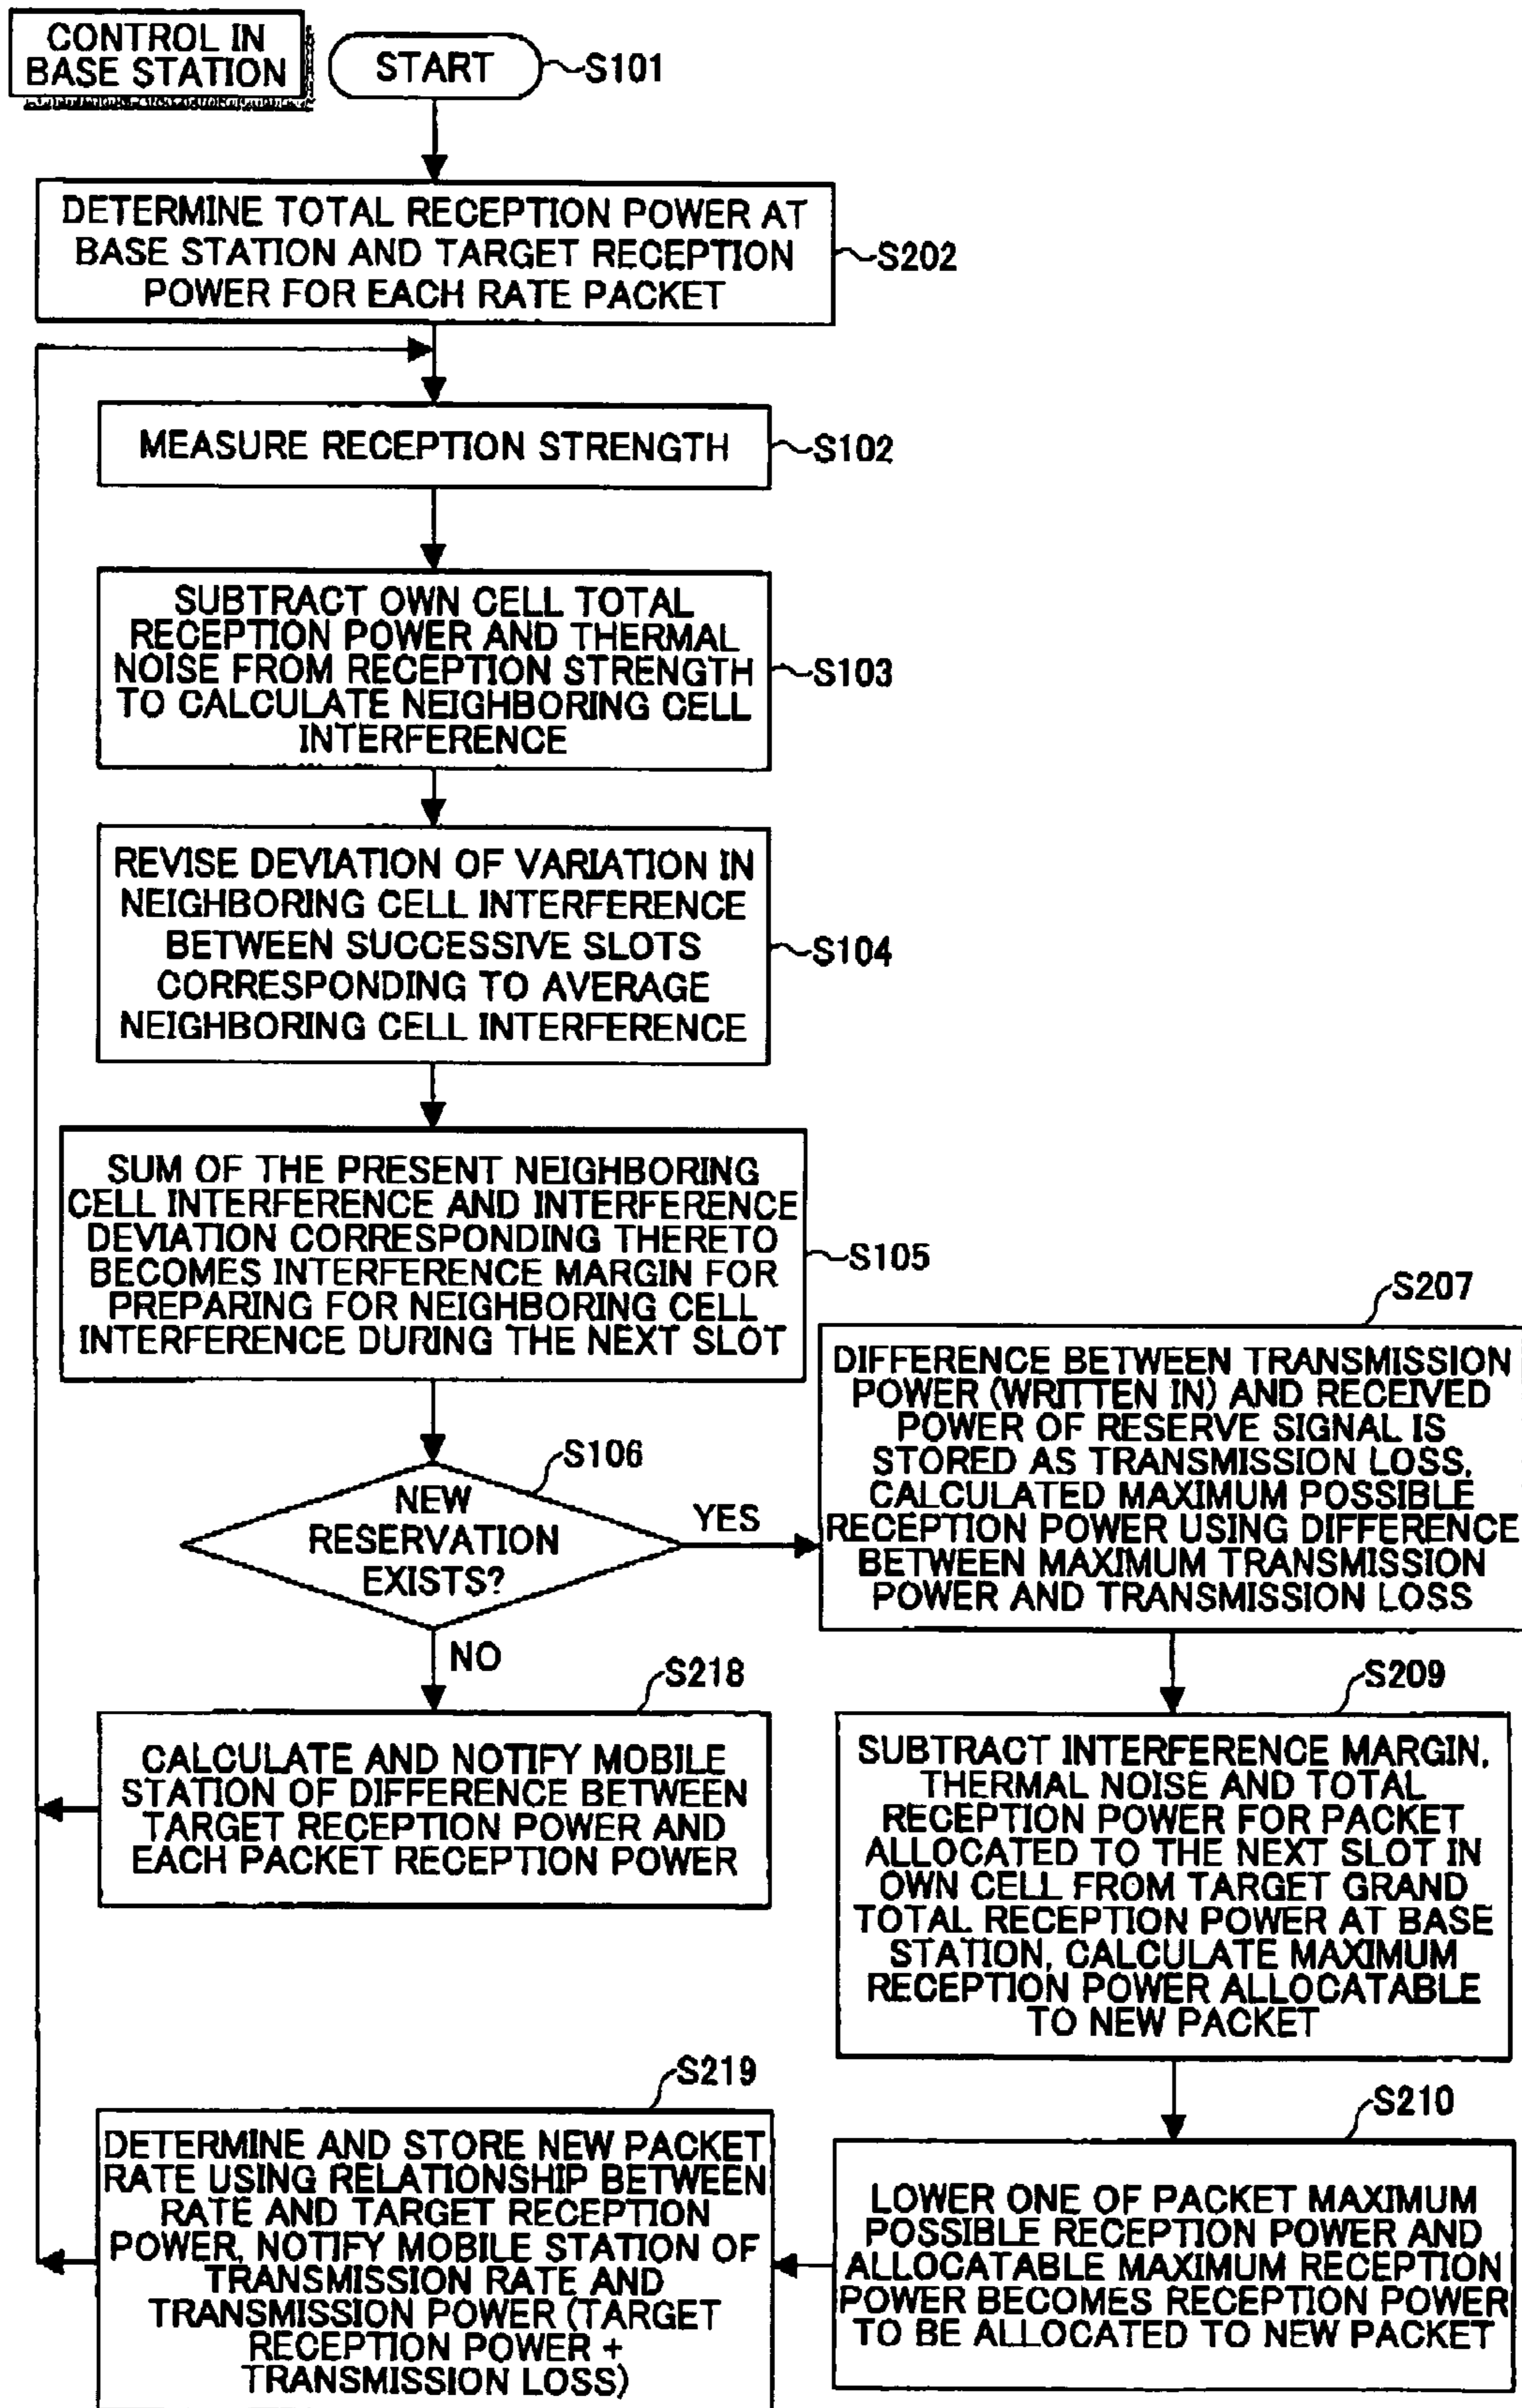 CONTROL IN
BASE STATION
START
S101
DETERMINE TOTAL RECEPTION POWER AT
BASE STATION AND TARGET RECEPTION
POWER FOR EACH RATE PACKET
S202
MEASURE RECEPTION STRENGTH
S102
SUBTRACT OWN CELL TOTAL
RECEPTION POWER AND THERMAL
NOISE FROM RECEPTION STRENGTH
TO CALCULATE NEIGHBORING CELL
INTERFERENCE
S103
REVISE DEVIATION OF VARIATION IN
NEIGHBORING CELL INTERFERENCE
BETWEEN SUCCESSIVE SLOTS
CORRESPONDING TO AVERAGE
NEIGHBORING CELL INTERFERENCE
S104
SUM OF THE PRESENT NEIGHBORING
CELL INTERFERENCE AND INTERFERENCE
DEVIATION CORRESPONDING THERETO
BECOMES INTERFERENCE MARGIN FOR
PREPARING FOR NEIGHBORING CELL
INTERFERENCE DURING THE NEXT SLOT
S105
S106
NEW
RESERVATION
EXISTS?
YES
NO
S207
DIFFERENCE BETWEEN TRANSMISSION
POWER (WRITTEN IN) AND RECEIVED
POWER OF RESERVE SIGNAL IS
STORED AS TRANSMISSION LOSS,
CALCULATED MAXIMUM POSSIBLE
RECEPTION POWER USING DIFFERENCE
BETWEEN MAXIMUM TRANSMISSION
POWER AND TRANSMISSION LOSS
S218
CALCULATE AND NOTIFY MOBILE
STATION OF DIFFERENCE BETWEEN
TARGET RECEPTION POWER AND
EACH PACKET RECEPTION POWER
S209
SUBTRACT INTERFERENCE MARGIN,
THERMAL NOISE AND TOTAL
RECEPTION POWER FOR PACKET
ALLOCATED TO THE NEXT SLOT IN
OWN CELL FROM TARGET GRAND
TOTAL RECEPTION POWER AT BASE
STATION, CALCULATE MAXIMUM
RECEPTION POWER ALLOCATABLE
TO NEW PACKET
S210
LOWER ONE OF PACKET MAXIMUM
POSSIBLE RECEPTION POWER AND
ALLOCATABLE MAXIMUM RECEPTION
POWER BECOMES RECEPTION POWER
TO BE ALLOCATED TO NEW PACKET
S219
DETERMINE AND STORE NEW PACKET
RATE USING RELATIONSHIP BETWEEN
RATE AND TARGET RECEPTION
POWER, NOTIFY MOBILE STATION OF
TRANSMISSION RATE AND
TRANSMISSION POWER (TARGET
RECEPTION POWER +
TRANSMISSION LOSS)